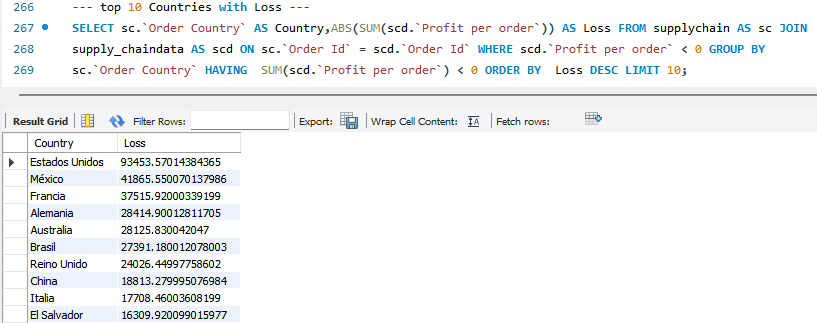 266 --- top 10 Countries with Loss ---
267 SELECT sc.`Order Country` AS Country,ABS(SUM(scd.`Profit per order`)) AS Loss FROM supplychain AS sc JOIN
268 supply_chaindata AS scd ON sc.`Order Id` = scd.`Order Id` WHERE scd.`Profit per order` < 0 GROUP BY
269 sc.`Order Country` HAVING  SUM(scd.`Profit per order`) < 0 ORDER BY  Loss DESC LIMIT 10;
Result Grid Filter Rows: Export: Wrap Cell Content: Fetch rows:
Country Loss
Estados Unidos 93453.57014384365
México 41865.550070137986
Francia 37515.92000339199
Alemania 28414.90012811705
Australia 28125.830042047
Brasil 27391.180012078003
Reino Unido 24026.44997758602
China 18813.279995076984
Italia 17708.46003608199
El Salvador 16309.920099015977